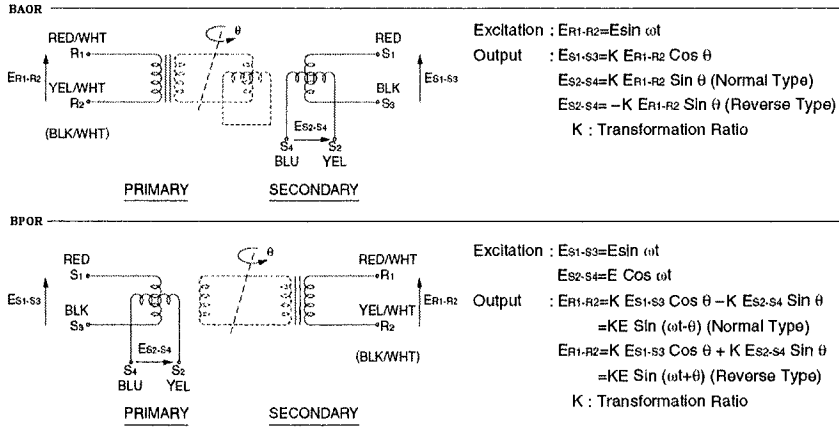 BAOR
RED/WHT
R1
ER1-R2
YEL/WHT
R2
(BLK/WHT)
θ
RED
S1
ES1-S3
BLK
S3
ES2-S4
S4 S2
BLU YEL
PRIMARY SECONDARY
Excitation : ER1-R2=Esin ωt
Output : ES1-S3=K ER1-R2 Cos θ
ES2-S4=K ER1-R2 Sin θ (Normal Type)
ES2-S4= -K ER1-R2 Sin θ (Reverse Type)
K : Transformation Ratio
BPOR
RED
S1
ES1-S3
BLK
S3
ES2-S4
S4 S2
BLU YEL
θ
RED/WHT
R1
YEL/WHT
ER1-R2
R2
(BLK/WHT)
PRIMARY SECONDARY
Excitation : ES1-S3=Esin ωt
ES2-S4=E Cos ωt
Output : ER1-R2=K ES1-S3 Cos θ -K ES2-S4 Sin θ
=KE Sin (ωt-θ) (Normal Type)
ER1-R2=K ES1-S3 Cos θ + K ES2-S4 Sin θ
=KE Sin (ωt+θ) (Reverse Type)
K : Transformation Ratio